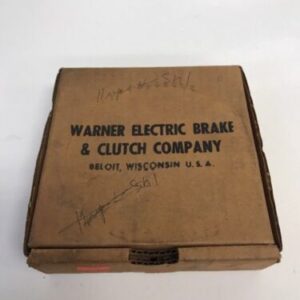 WARNER ELECTRIC BRAKE
& CLUTCH COMPANY
BELOIT, WISCONSIN U. S. A.